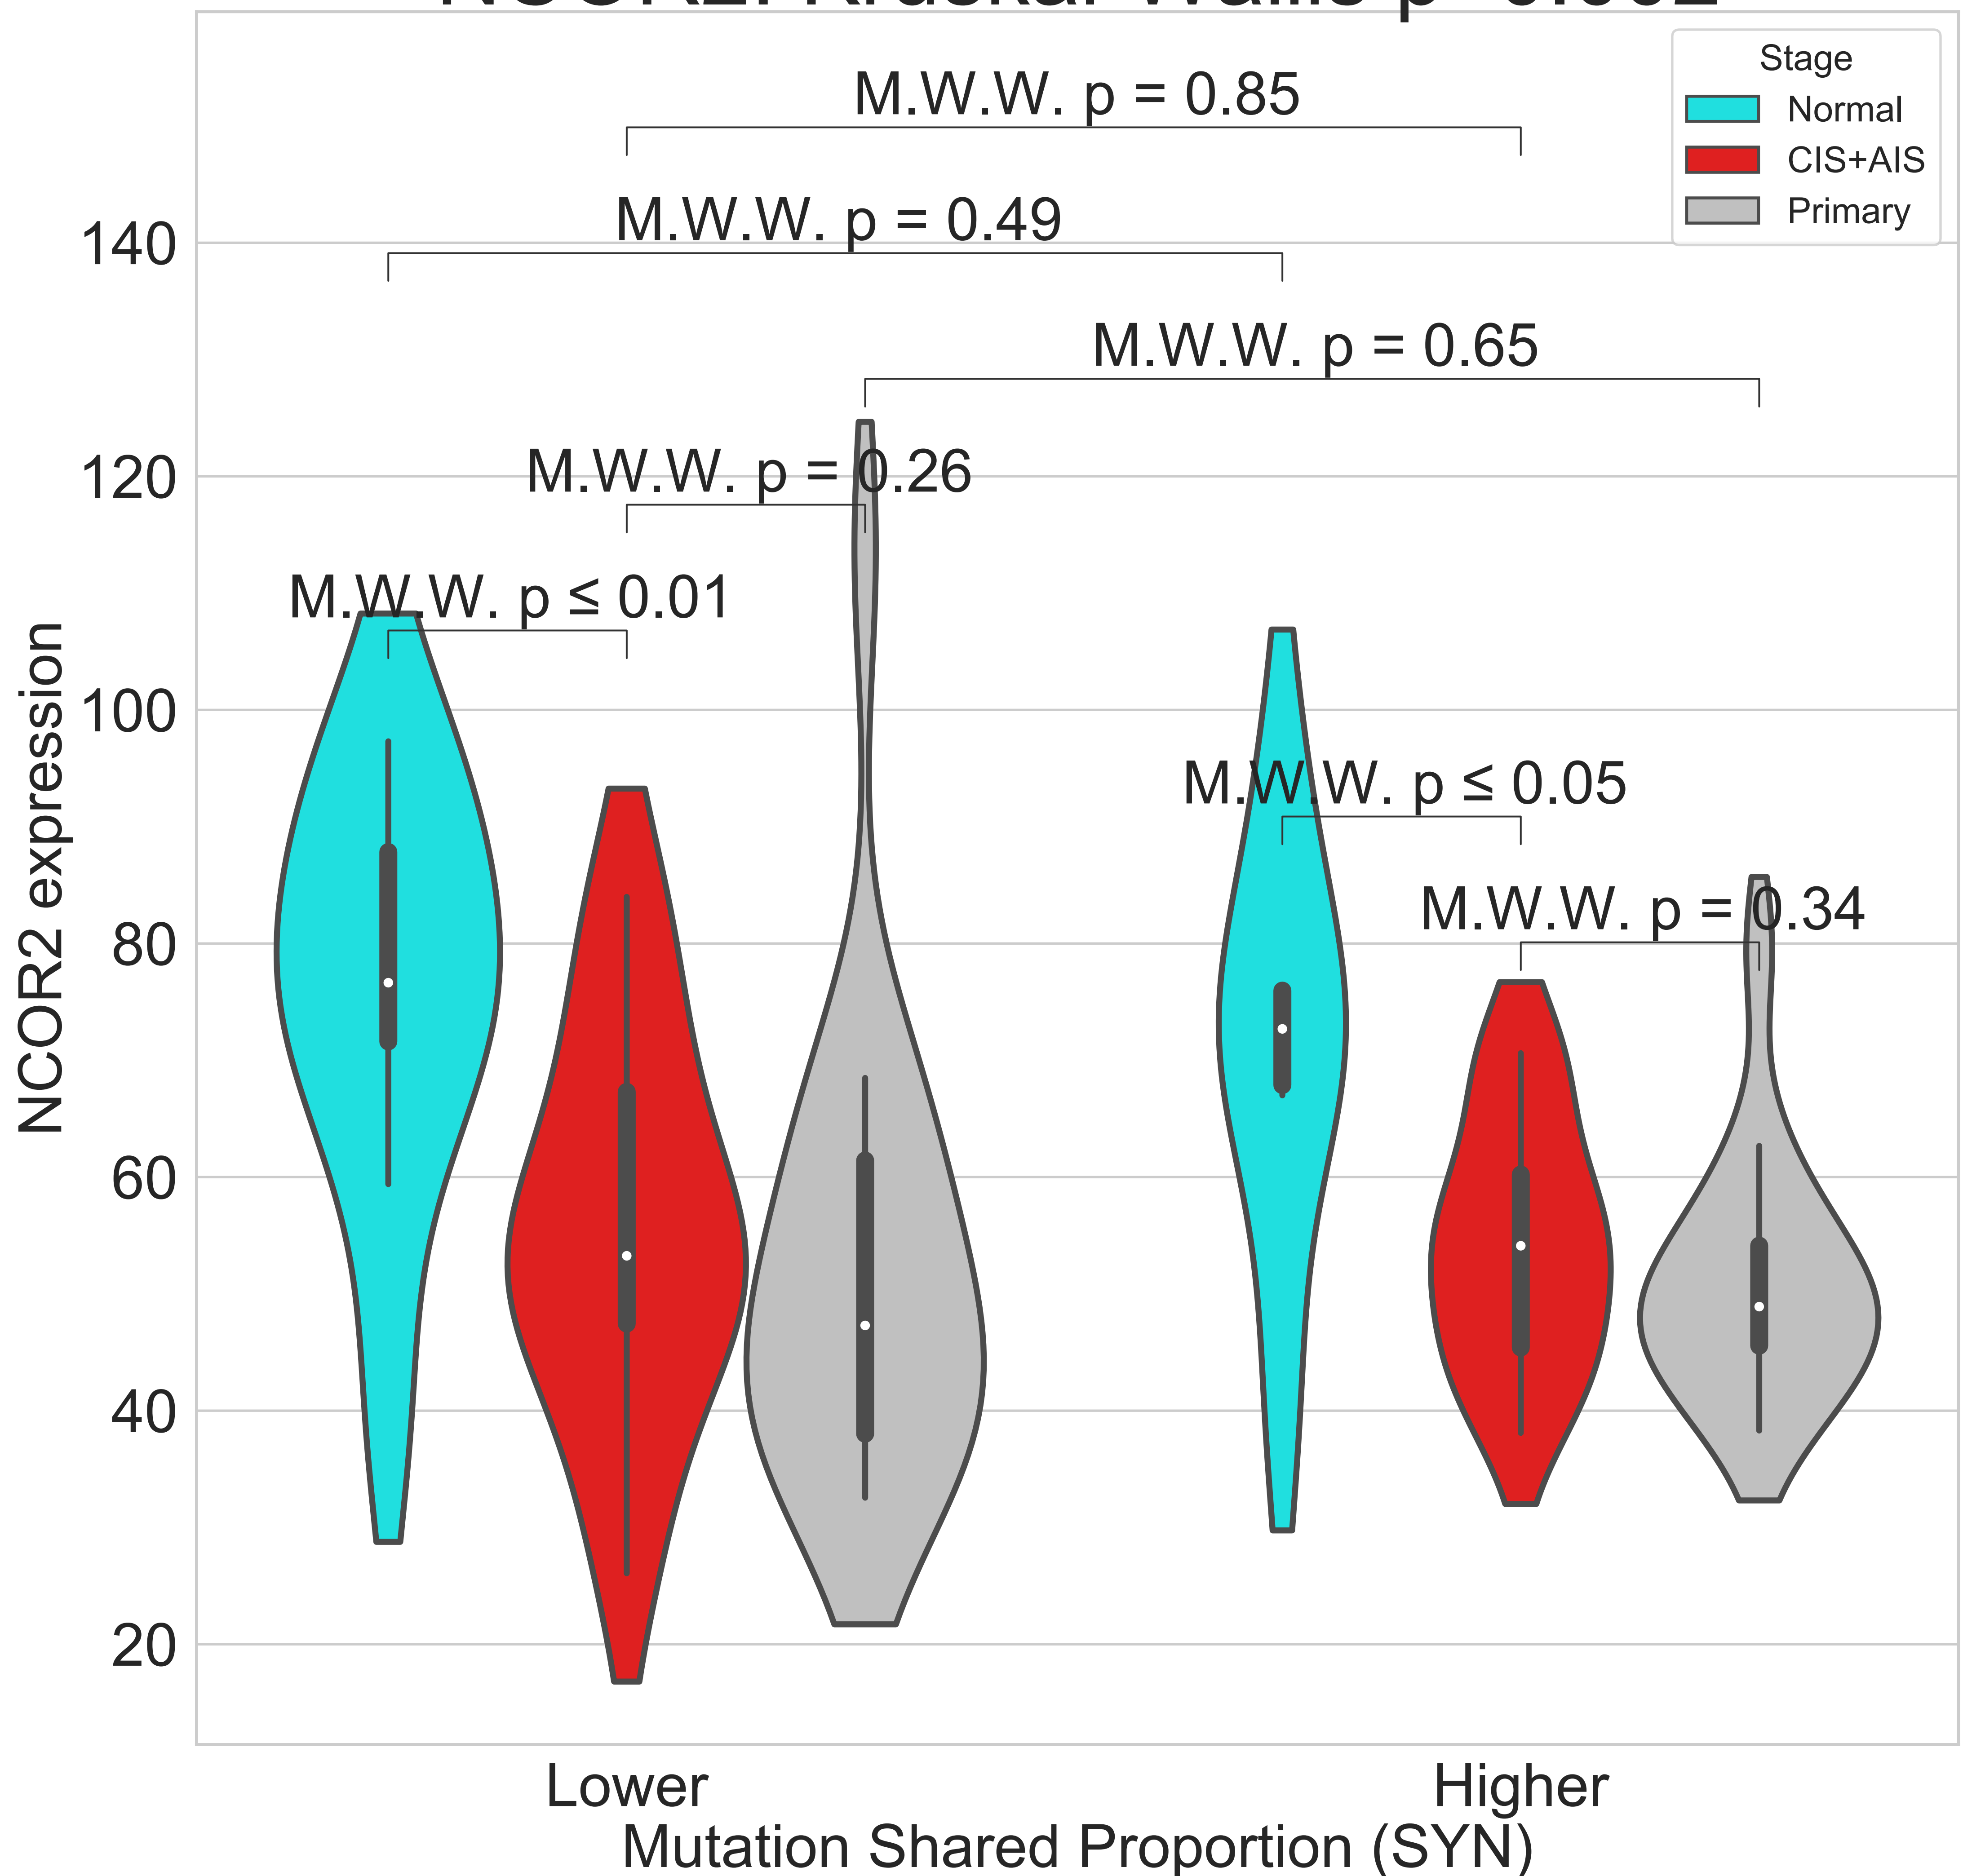 Stage
Normal
CIS+AIS
Primary
M.W.W. p = 0.85
M.W.W. p = 0.49
M.W.W. p = 0.65
M.W.W. p = 0.26
M.W.W. p ≤ 0.01
M.W.W. p ≤ 0.05
M.W.W. p = 0.34
140
120
100
80
60
40
20
NCOR2 expression
Lower
Higher
Mutation Shared Proportion (SYN)